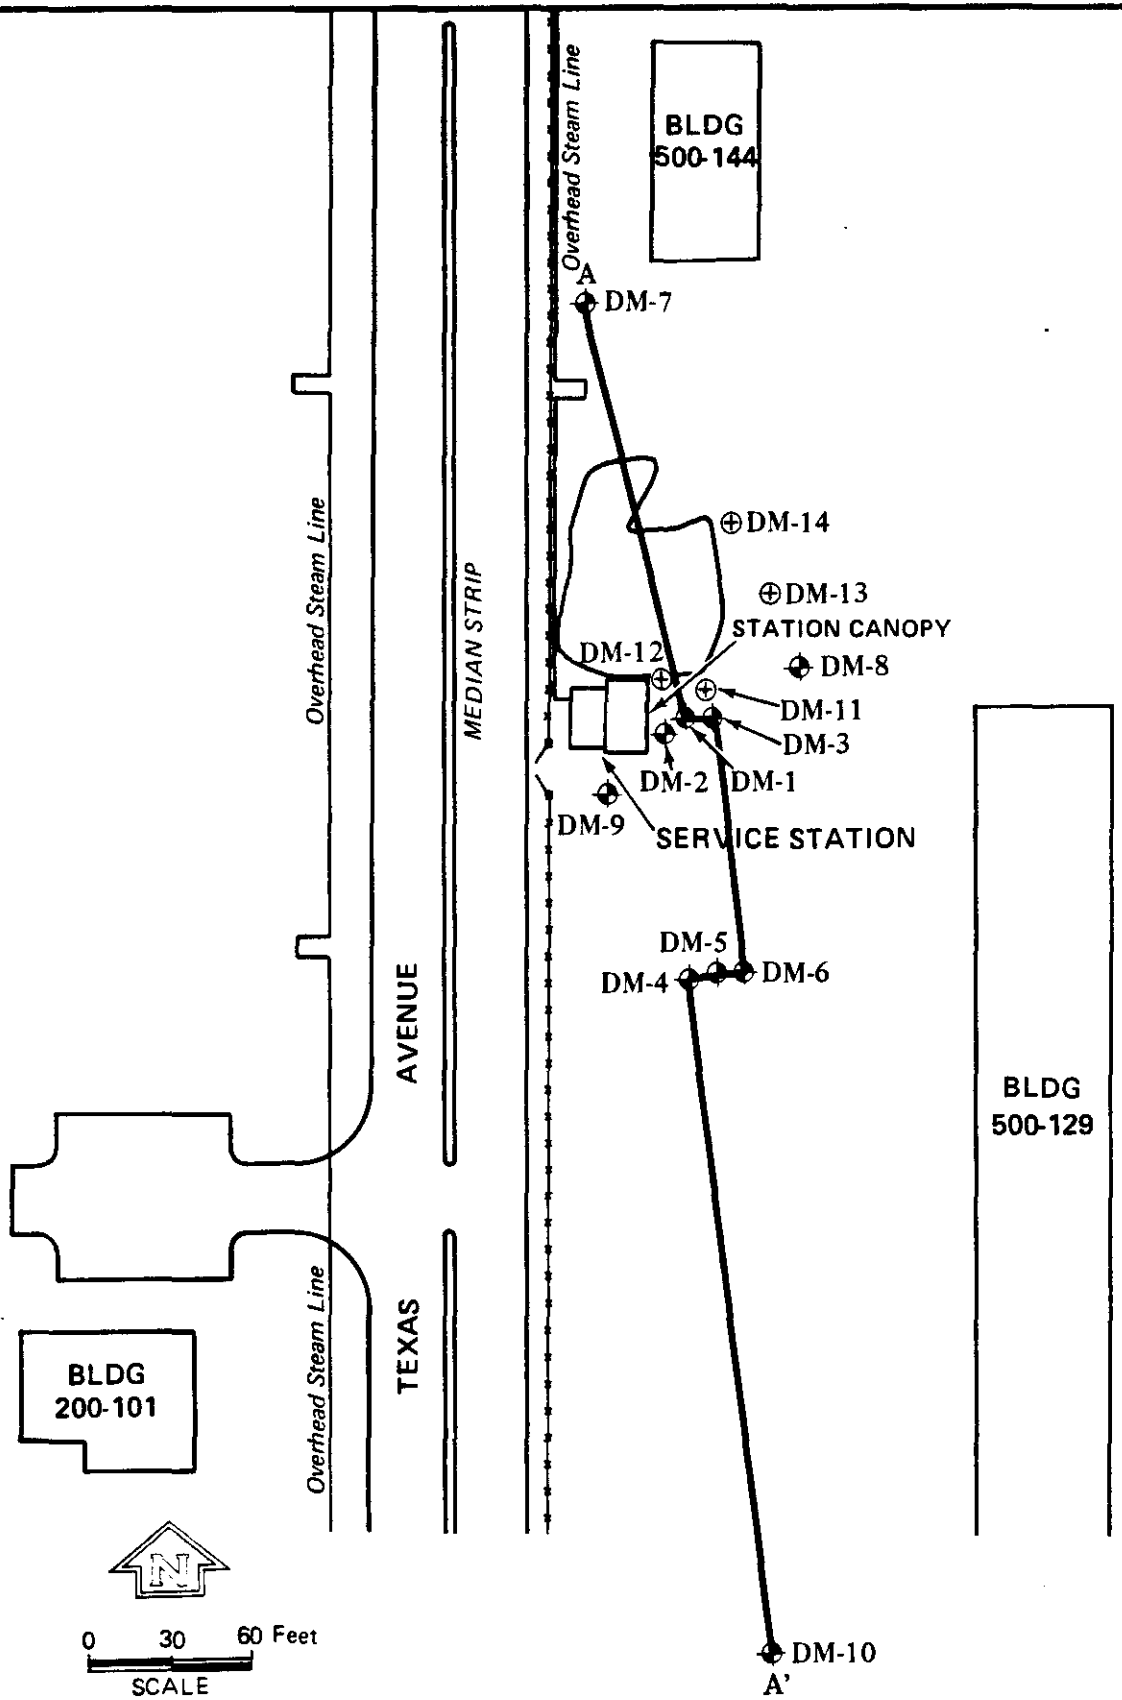 Overhead Steam Line
BLDG
500-144
A
DM-7
Overhead Steam Line
MEDIAN STRIP
DM-14
DM-13
STATION CANOPY
DM-12
DM-8
DM-11
DM-3
DM-2
DM-1
DM-9
SERVICE STATION
DM-5
DM-4
DM-6
AVENUE
BLDG
500-129
TEXAS
Overhead Steam Line
BLDG
200-101
N
0 30 60 Feet
SCALE
DM-10
A'